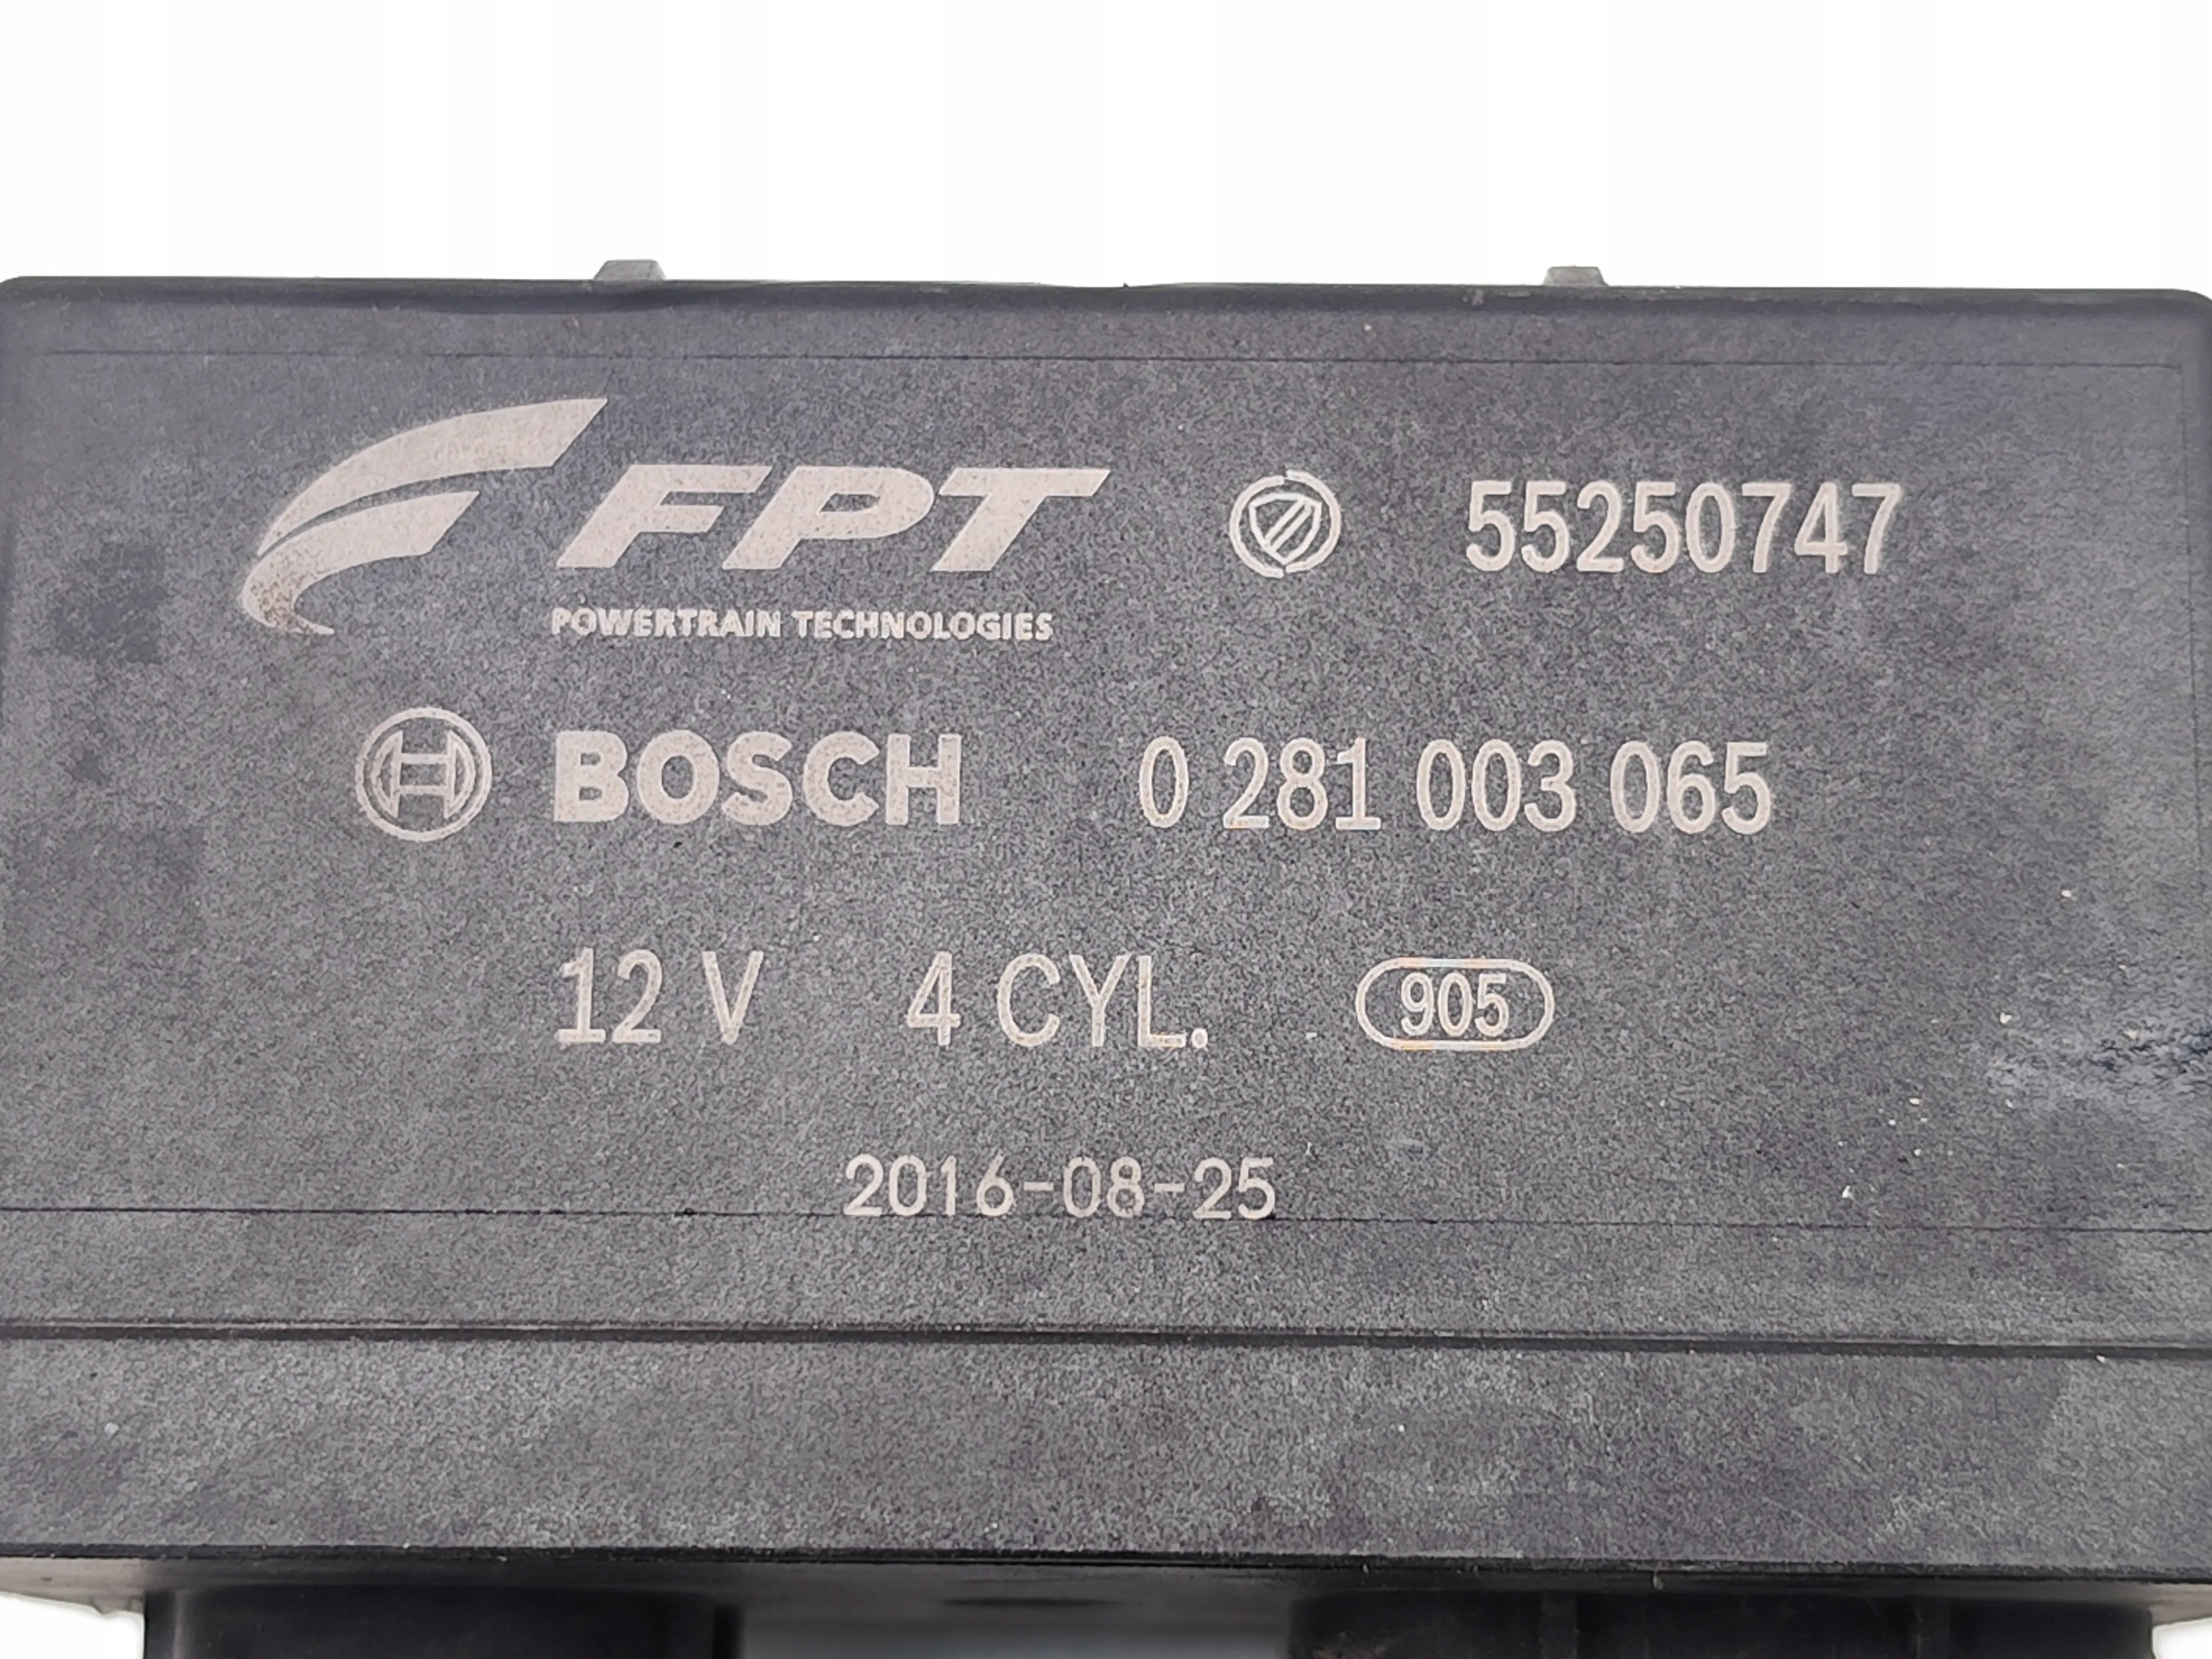 FPT 55250747
POWERTRAIN TECHNOLOGIES
BOSCH 0 281 003 065
12 V 4 CYL. 905
2016-08-25